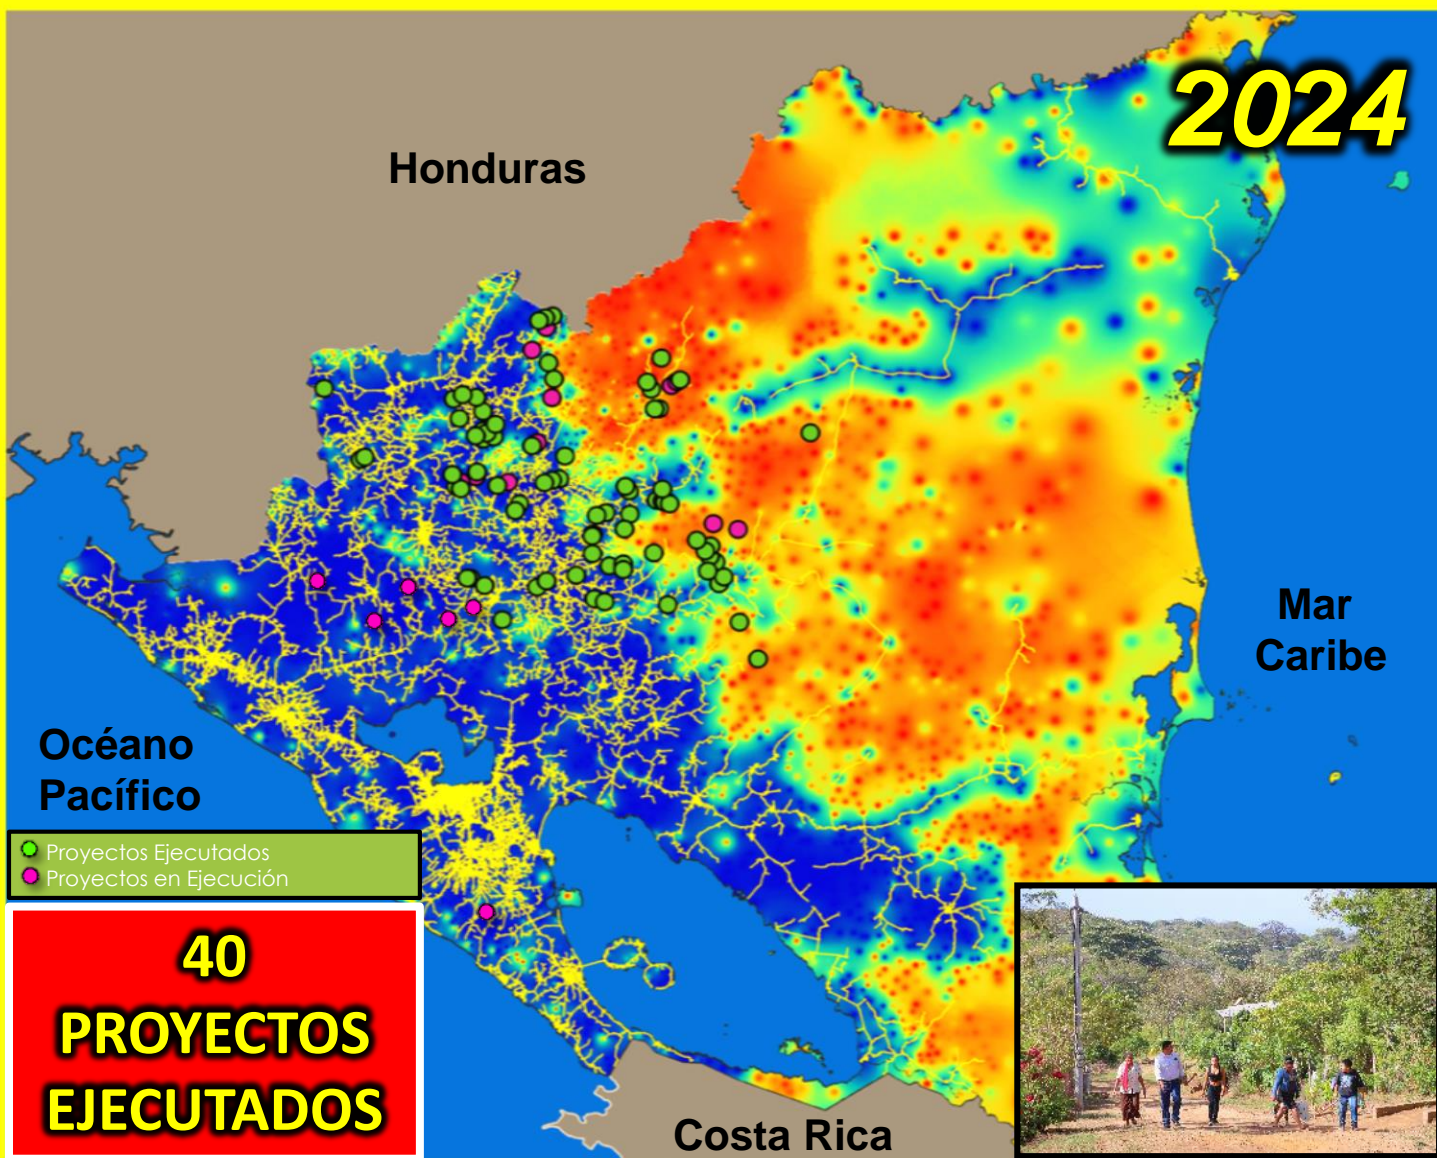 2024
Honduras
Mar
Caribe
Océano
Pacífico
Proyectos Ejecutados
Proyectos en Ejecución
40
PROYECTOS
EJECUTADOS
Costa Rica